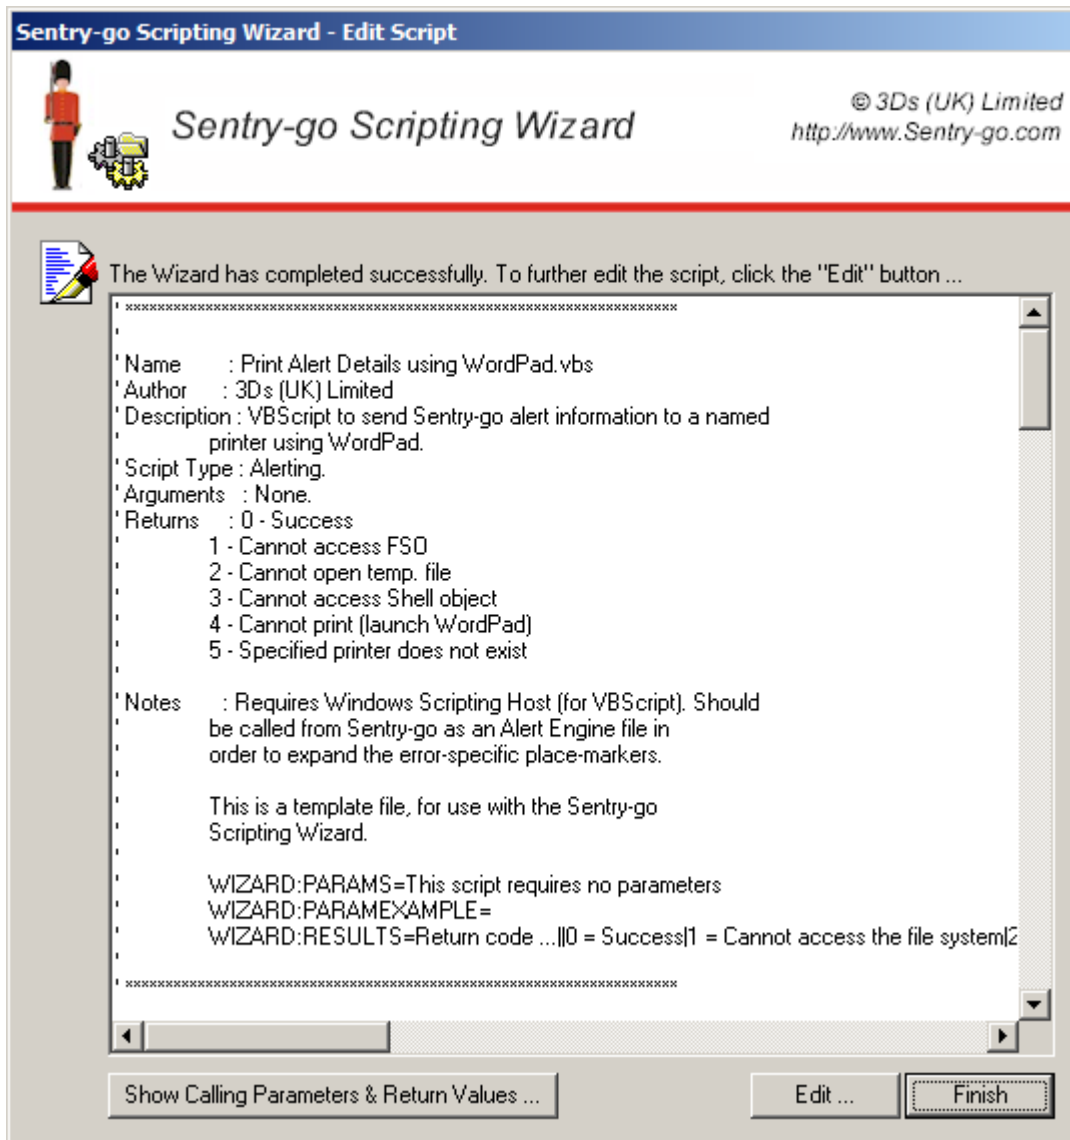 Sentry-go Scripting Wizard - Edit Script
Sentry-go Scripting Wizard
© 3Ds (UK) Limited
http://www.Sentry-go.com
The Wizard has completed successfully. To further edit the script, click the "Edit" button ...
' *********************************************************************
'
' Name : Print Alert Details using WordPad.vbs
' Author : 3Ds (UK) Limited
' Description : VBScript to send Sentry-go alert information to a named
' printer using WordPad.
' Script Type : Alerting.
' Arguments : None.
' Returns : 0 - Success
' 1 - Cannot access FSO
' 2 - Cannot open temp. file
' 3 - Cannot access Shell object
' 4 - Cannot print (launch WordPad)
' 5 - Specified printer does not exist
'
' Notes : Requires Windows Scripting Host (for VBScript). Should
' be called from Sentry-go as an Alert Engine file in
' order to expand the error-specific place-markers.
'
' This is a template file, for use with the Sentry-go
' Scripting Wizard.
'
' WIZARD:PARAMS=This script requires no parameters
' WIZARD:PARAMEXAMPLE=
' WIZARD:RESULTS=Return code ...||0 = Success|1 = Cannot access the file system|2
'
' *********************************************************************
Show Calling Parameters & Return Values ...
Edit ...
Finish